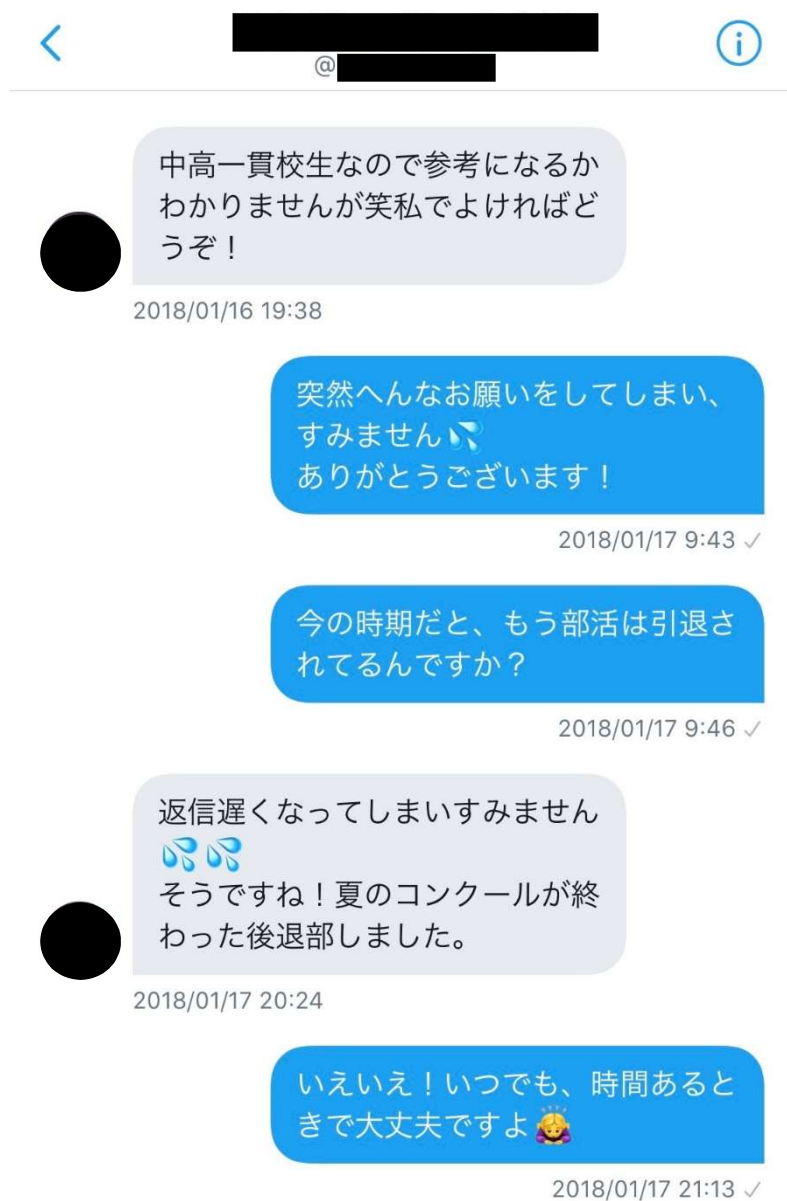 @
中高一貫校生なので参考になるか
わかりませんが笑私でよければど
うぞ！
2018/01/16 19:38
突然へんなお願いをしてしまい、
すみません💦
ありがとうございます！
2018/01/17 9:43 ✓
今の時期だと、もう部活は引退さ
れてるんですか？
2018/01/17 9:46 ✓
返信遅くなってしまいすみません
💦💦
そうですね！夏のコンクールが終
わった後退部しました。
2018/01/17 20:24
いえいえ！いつでも、時間あると
きで大丈夫ですよ🙇‍♀️
2018/01/17 21:13 ✓